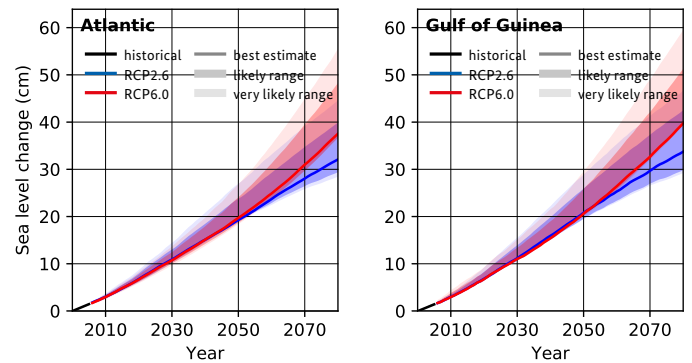 Atlantic
historical
best estimate
RCP2.6
likely range
RCP6.0
very likely range
60
50
40
30
20
10
0
Sea level change (cm)
2010
2030
2050
2070
Year
Gulf of Guinea
historical
best estimate
RCP2.6
likely range
RCP6.0
very likely range
60
50
40
30
20
10
0
2010
2030
2050
2070
Year